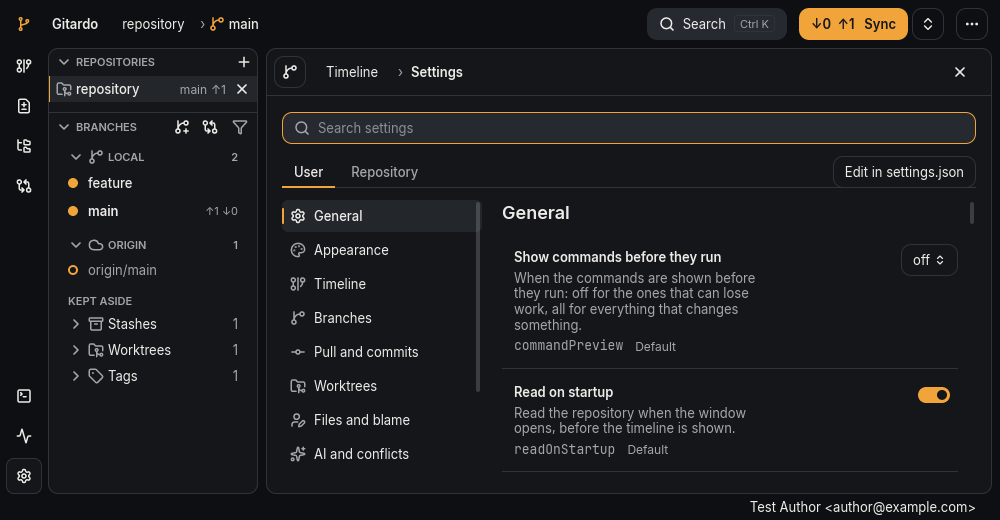 Gitardo repository › main Search Ctrl K ↓0 ↑1 Sync
REPOSITORIES
repository main ↑1
BRANCHES
LOCAL 2
feature
main ↑1 ↓0
ORIGIN 1
origin/main
KEPT ASIDE
Stashes 1
Worktrees 1
Tags 1
Timeline › Settings
Search settings
User Repository Edit in settings.json
General
Appearance
Timeline
Branches
Pull and commits
Worktrees
Files and blame
AI and conflicts
General
Show commands before they run off
When the commands are shown before
they run: off for the ones that can lose
work, all for everything that changes
something.
commandPreview Default
Read on startup
Read the repository when the window
opens, before the timeline is shown.
readOnStartup Default
Test Author <author@example.com>